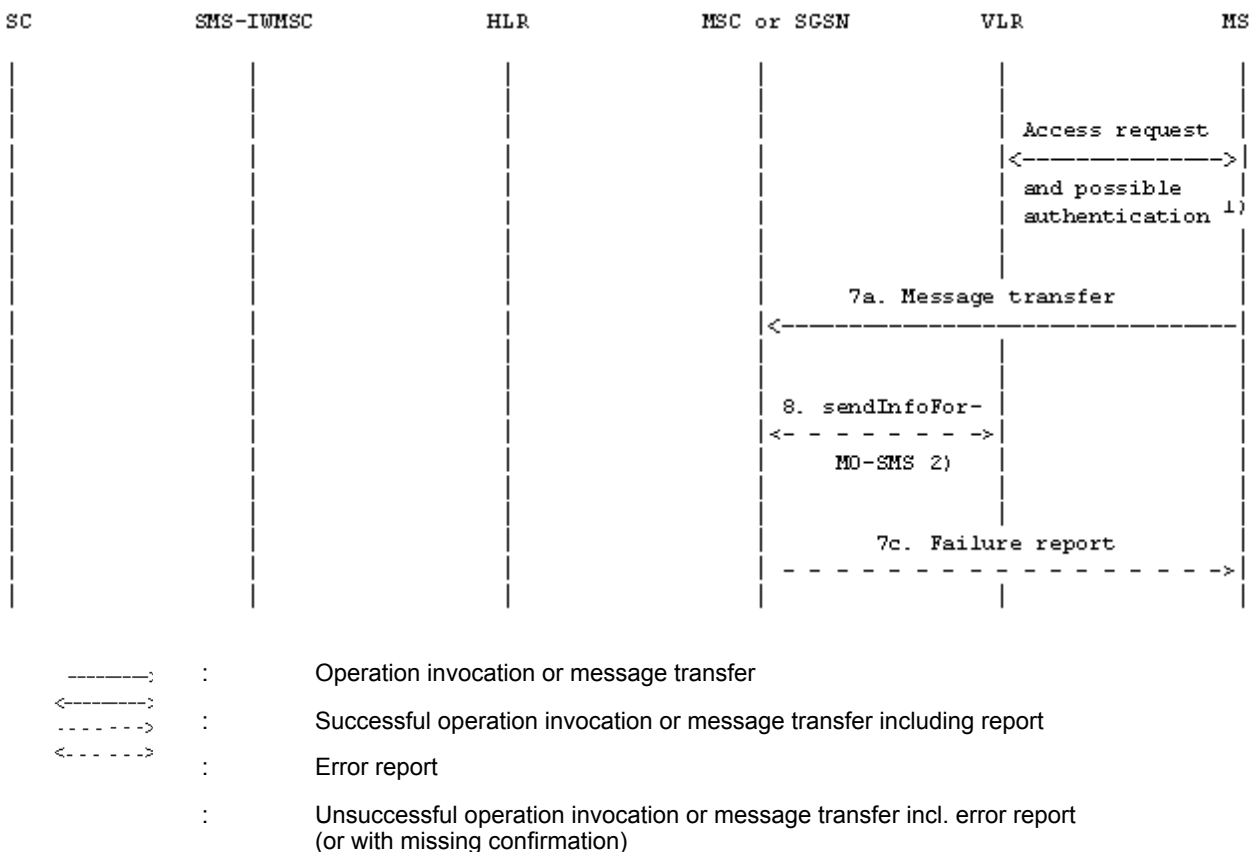 SC SMS-IWMSC HLR MSC or SGSN VLR MS
Access request
and possible
authentication 1)
7a. Message transfer
8. sendInfoFor-
MO-SMS 2)
7c. Failure report
: Operation invocation or message transfer
: Successful operation invocation or message transfer including report
: Error report
: Unsuccessful operation invocation or message transfer incl. error report
(or with missing confirmation)